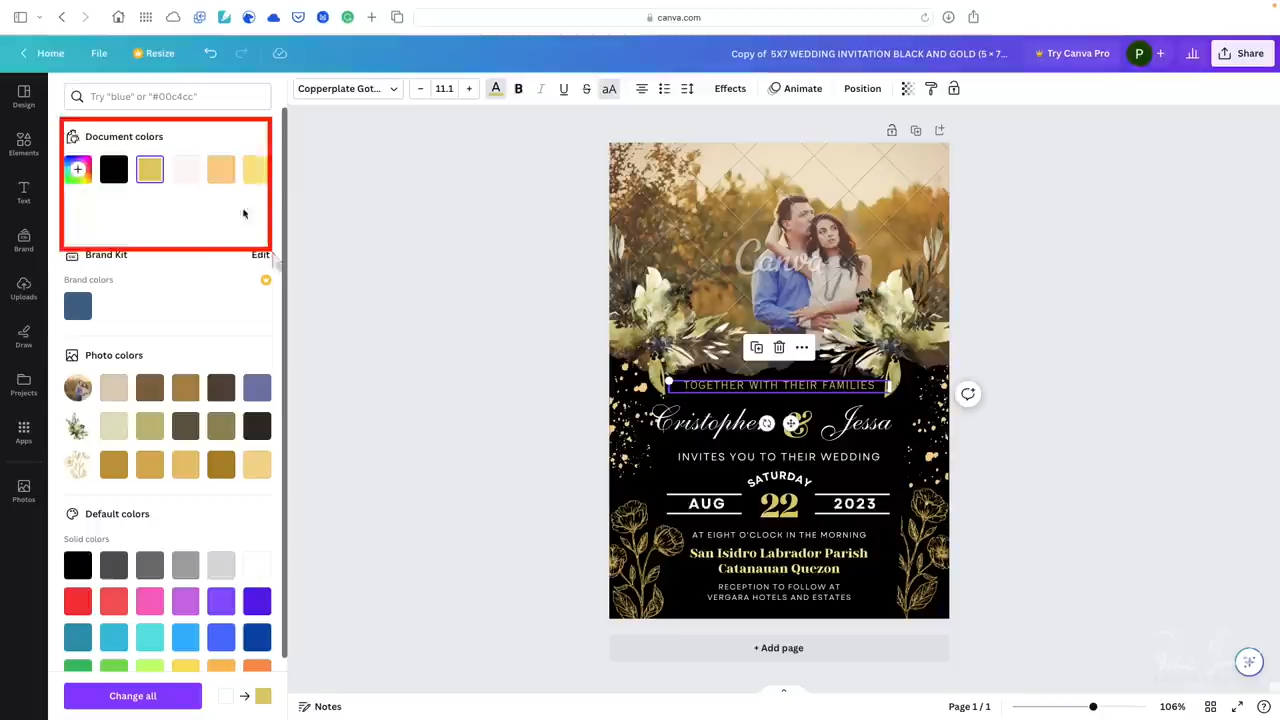 canva.com
Home
File
Resize
Copy of 5X7 WEDDING INVITATION BLACK AND GOLD (5 × 7...
Try Canva Pro
P
Share
Design
Elements
Text
Brand
Uploads
Draw
Projects
Apps
Photos
Try "blue" or "#00c4cc"
Document colors
Brand Kit
Edit
Brand colors
Photo colors
Default colors
Solid colors
Change all
Copperplate Got...
– 11.1 +
A B I U S aA
Effects
Animate
Position
Canva
TOGETHER WITH THEIR FAMILIES
Cristopher & Jessa
INVITES YOU TO THEIR WEDDING
SATURDAY
AUG 22 2023
AT EIGHT O'CLOCK IN THE MORNING
San Isidro Labrador Parish
Catanauan Quezon
RECEPTION TO FOLLOW AT
VERGARA HOTELS AND ESTATES
+ Add page
Notes
Page 1 / 1
106%